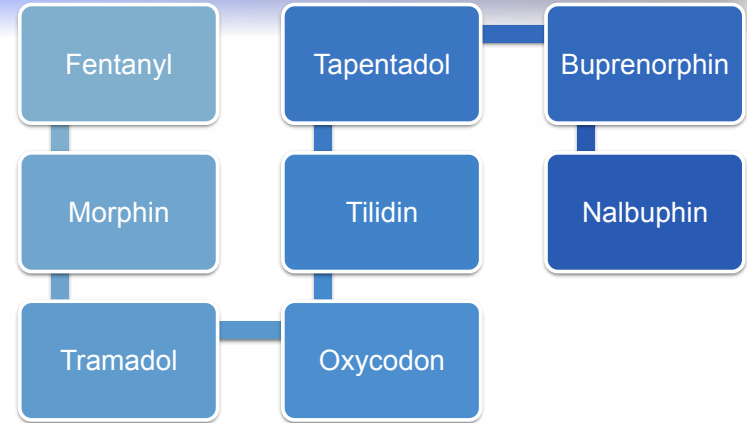 Fentanyl
Morphin
Tramadol
Oxycodon
Tilidin
Tapentadol
Buprenorphin
Nalbuphin